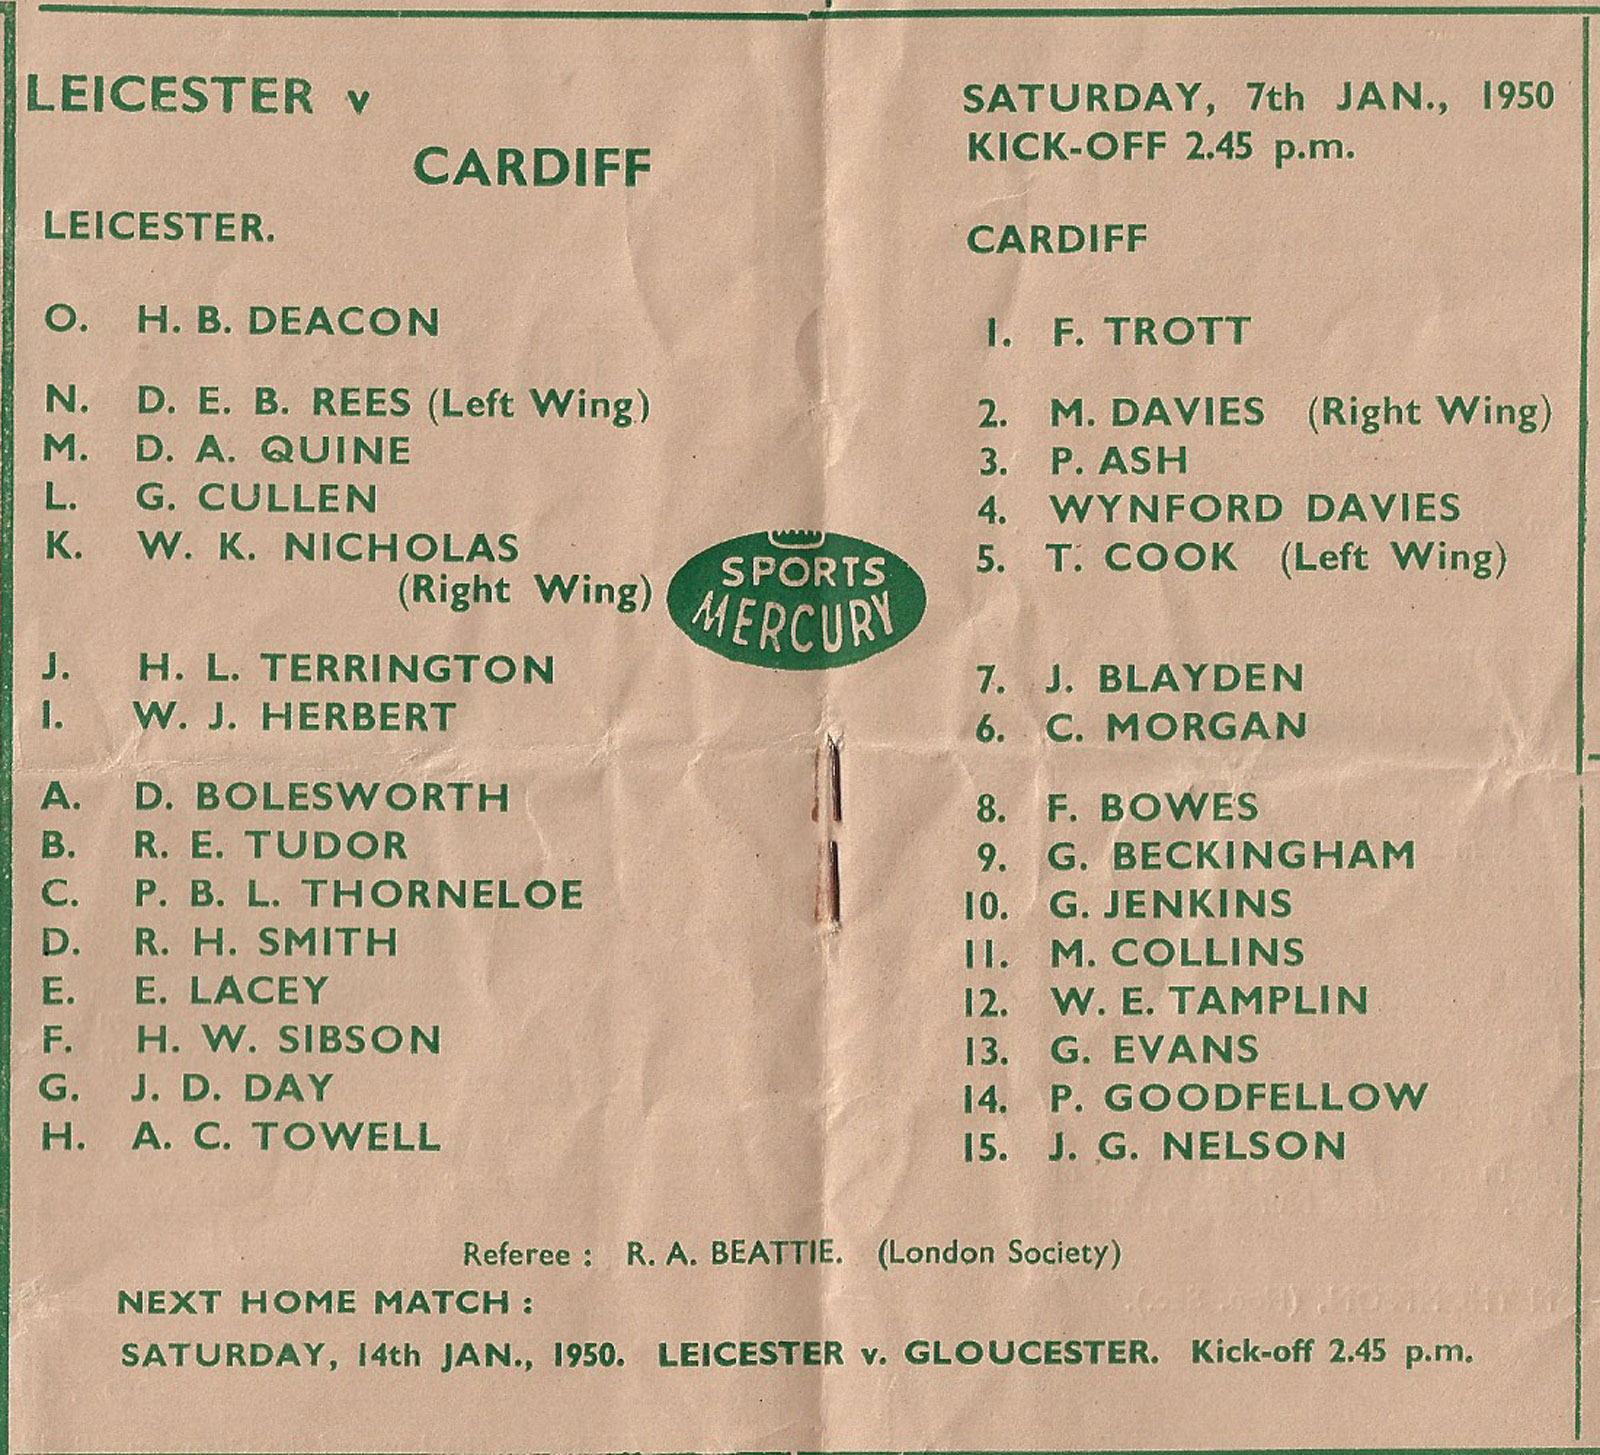 LEICESTER v
CARDIFF
LEICESTER.
O. H. B. DEACON
N. D. E. B. REES (Left Wing)
M. D. A. QUINE
L. G. CULLEN
K. W. K. NICHOLAS
(Right Wing)
J. H. L. TERRINGTON
I. W. J. HERBERT
A. D. BOLESWORTH
B. R. E. TUDOR
C. P. B. L. THORNELOE
D. R. H. SMITH
E. E. LACEY
F. H. W. SIBSON
G. J. D. DAY
H. A. C. TOWELL
SPORTS
MERCURY
SATURDAY, 7th JAN., 1950
KICK-OFF 2.45 p.m.
CARDIFF
1. F. TROTT
2. M. DAVIES (Right Wing)
3. P. ASH
4. WYNFORD DAVIES
5. T. COOK (Left Wing)
7. J. BLAYDEN
6. C. MORGAN
8. F. BOWES
9. G. BECKINGHAM
10. G. JENKINS
11. M. COLLINS
12. W. E. TAMPLIN
13. G. EVANS
14. P. GOODFELLOW
15. J. G. NELSON
Referee : R. A. BEATTIE. (London Society)
NEXT HOME MATCH :
SATURDAY, 14th JAN., 1950. LEICESTER v. GLOUCESTER. Kick-off 2.45 p.m.